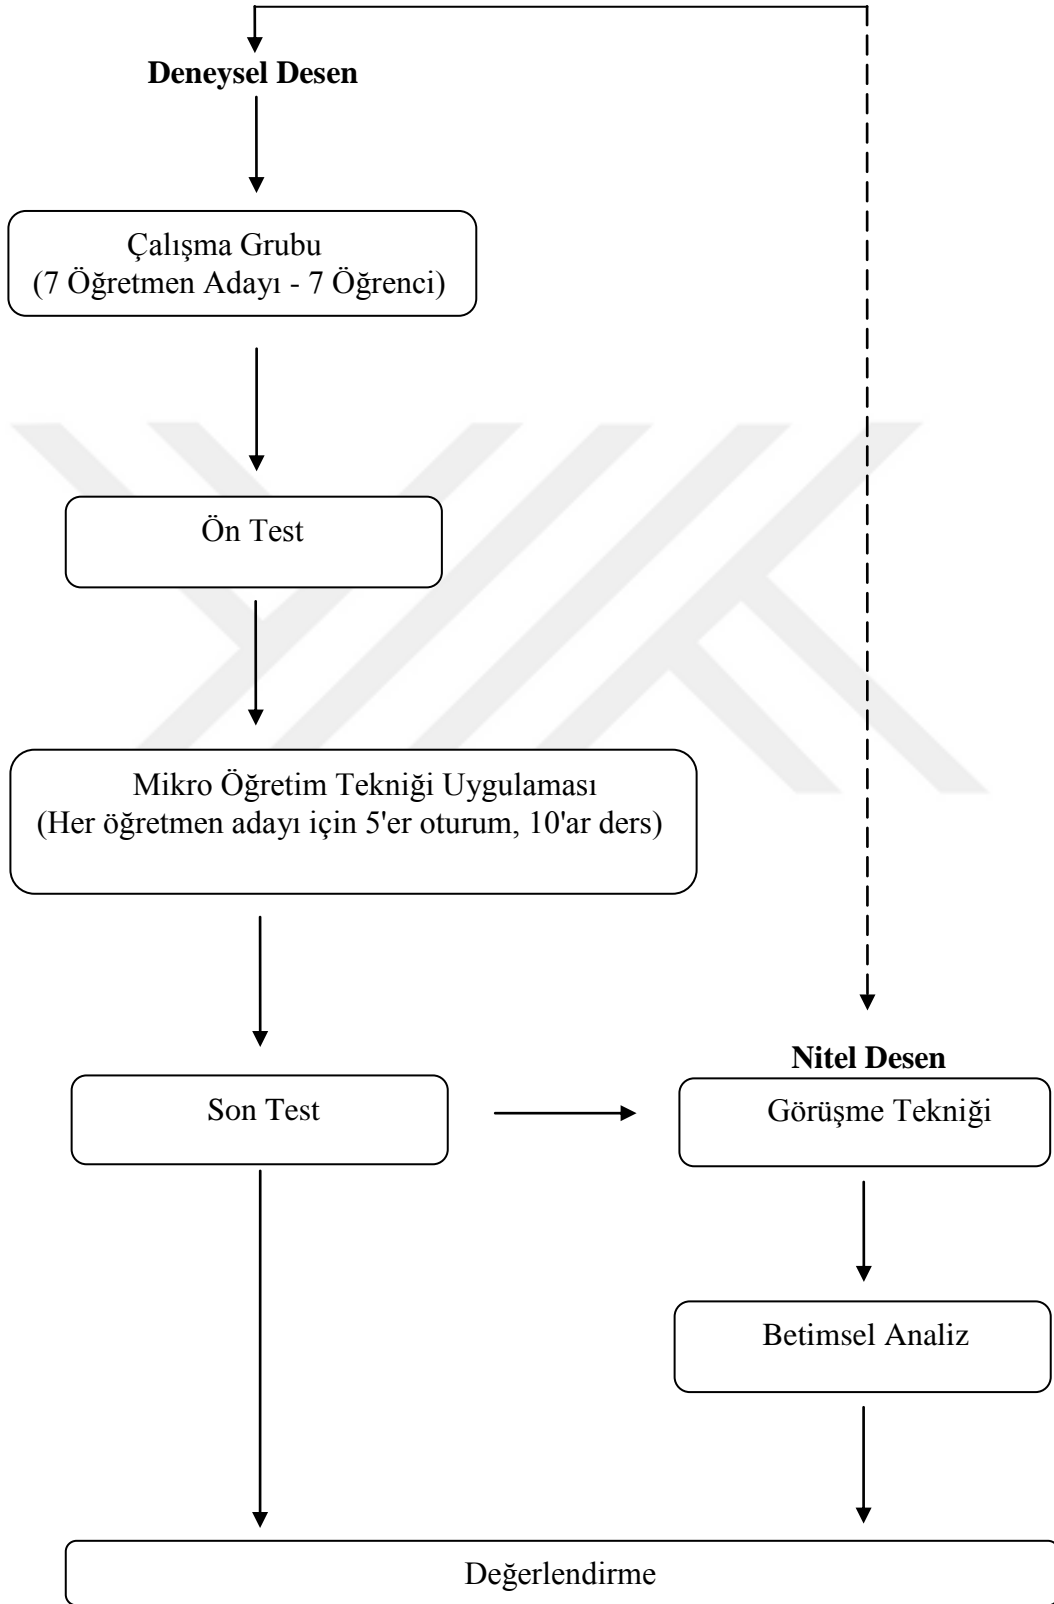 Deneysel Desen
Çalışma Grubu
(7 Öğretmen Adayı - 7 Öğrenci)
Ön Test
Mikro Öğretim Tekniği Uygulaması
(Her öğretmen adayı için 5'er oturum, 10'ar ders)
Son Test
Nitel Desen
Görüşme Tekniği
Betimsel Analiz
Değerlendirme